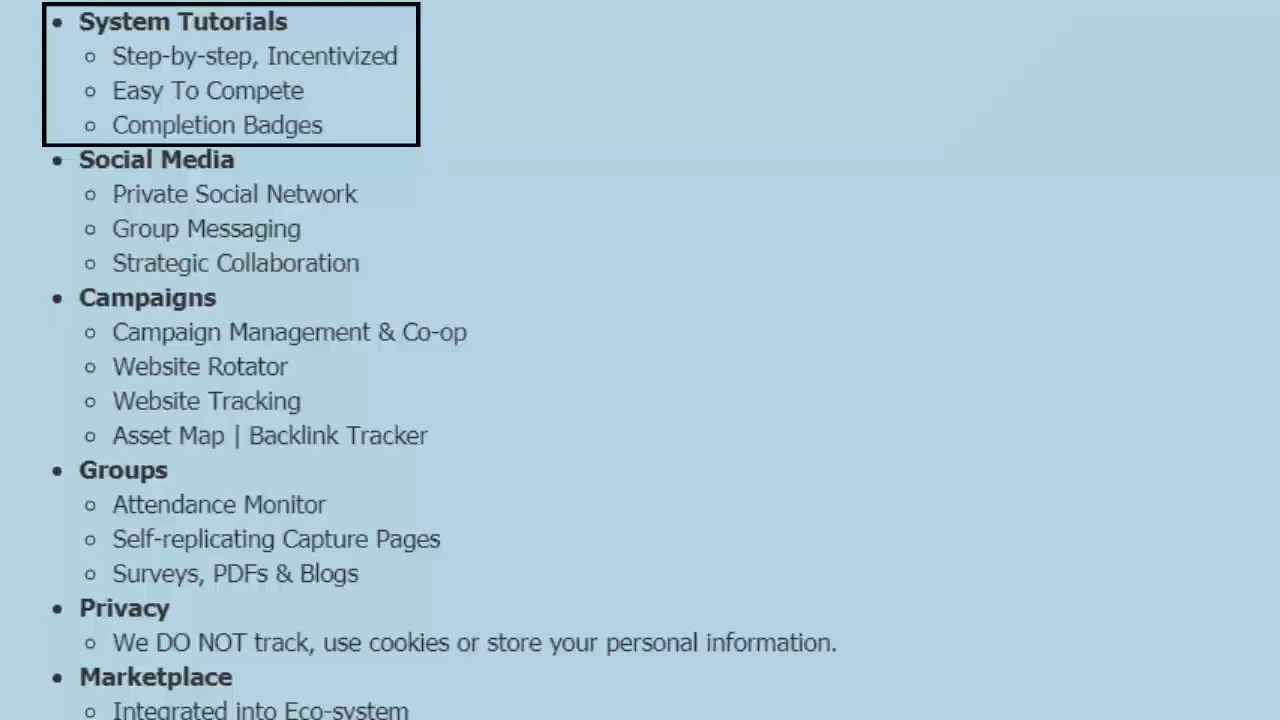 System Tutorials
Step-by-step, Incentivized
Easy To Compete
Completion Badges
Social Media
Private Social Network
Group Messaging
Strategic Collaboration
Campaigns
Campaign Management & Co-op
Website Rotator
Website Tracking
Asset Map | Backlink Tracker
Groups
Attendance Monitor
Self-replicating Capture Pages
Surveys, PDFs & Blogs
Privacy
We DO NOT track, use cookies or store your personal information.
Marketplace
Integrated into Eco-system